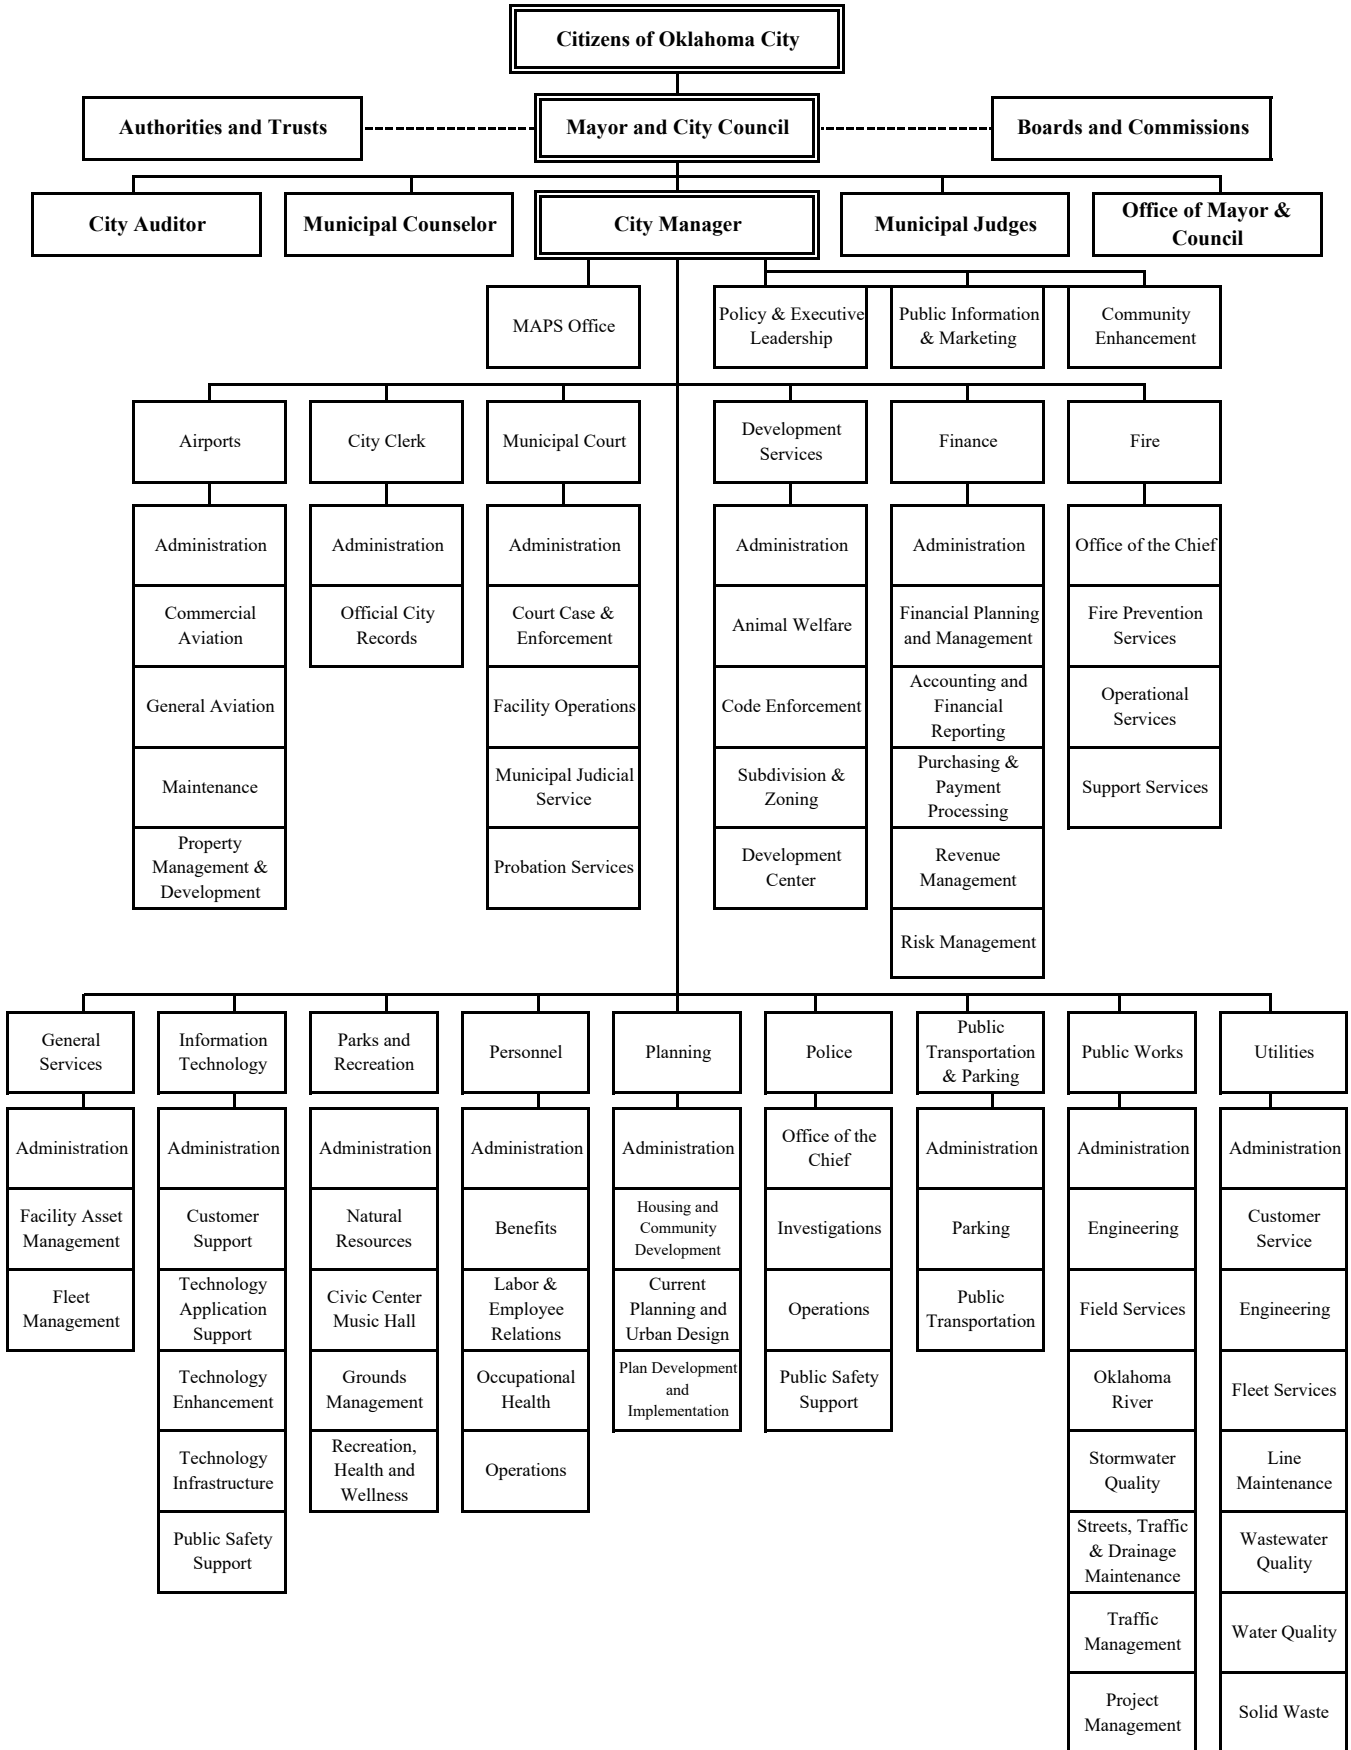 Citizens of Oklahoma City
Authorities and Trusts
Mayor and City Council
Boards and Commissions
City Auditor
Municipal Counselor
City Manager
Municipal Judges
Office of Mayor &
Council
MAPS Office
Policy & Executive
Leadership
Public Information
& Marketing
Community
Enhancement
Airports
City Clerk
Municipal Court
Development
Services
Finance
Fire
Administration
Commercial
Aviation
General Aviation
Maintenance
Property
Management &
Development
Administration
Official City
Records
Administration
Court Case &
Enforcement
Facility Operations
Municipal Judicial
Service
Probation Services
Administration
Animal Welfare
Code Enforcement
Subdivision &
Zoning
Development
Center
Administration
Financial Planning
and Management
Accounting and
Financial
Reporting
Purchasing &
Payment
Processing
Revenue
Management
Risk Management
Office of the Chief
Fire Prevention
Services
Operational
Services
Support Services
General
Services
Information
Technology
Parks and
Recreation
Personnel
Planning
Police
Public
Transportation
& Parking
Public Works
Utilities
Administration
Facility Asset
Management
Fleet
Management
Administration
Customer
Support
Technology
Application
Support
Technology
Enhancement
Technology
Infrastructure
Public Safety
Support
Administration
Natural
Resources
Civic Center
Music Hall
Grounds
Management
Recreation,
Health and
Wellness
Administration
Benefits
Labor &
Employee
Relations
Occupational
Health
Operations
Administration
Housing and
Community
Development
Current
Planning and
Urban Design
Plan Development
and
Implementation
Office of the
Chief
Investigations
Operations
Public Safety
Support
Administration
Parking
Public
Transportation
Administration
Engineering
Field Services
Oklahoma
River
Stormwater
Quality
Streets, Traffic
& Drainage
Maintenance
Traffic
Management
Project
Management
Administration
Customer
Service
Engineering
Fleet Services
Line
Maintenance
Wastewater
Quality
Water Quality
Solid Waste